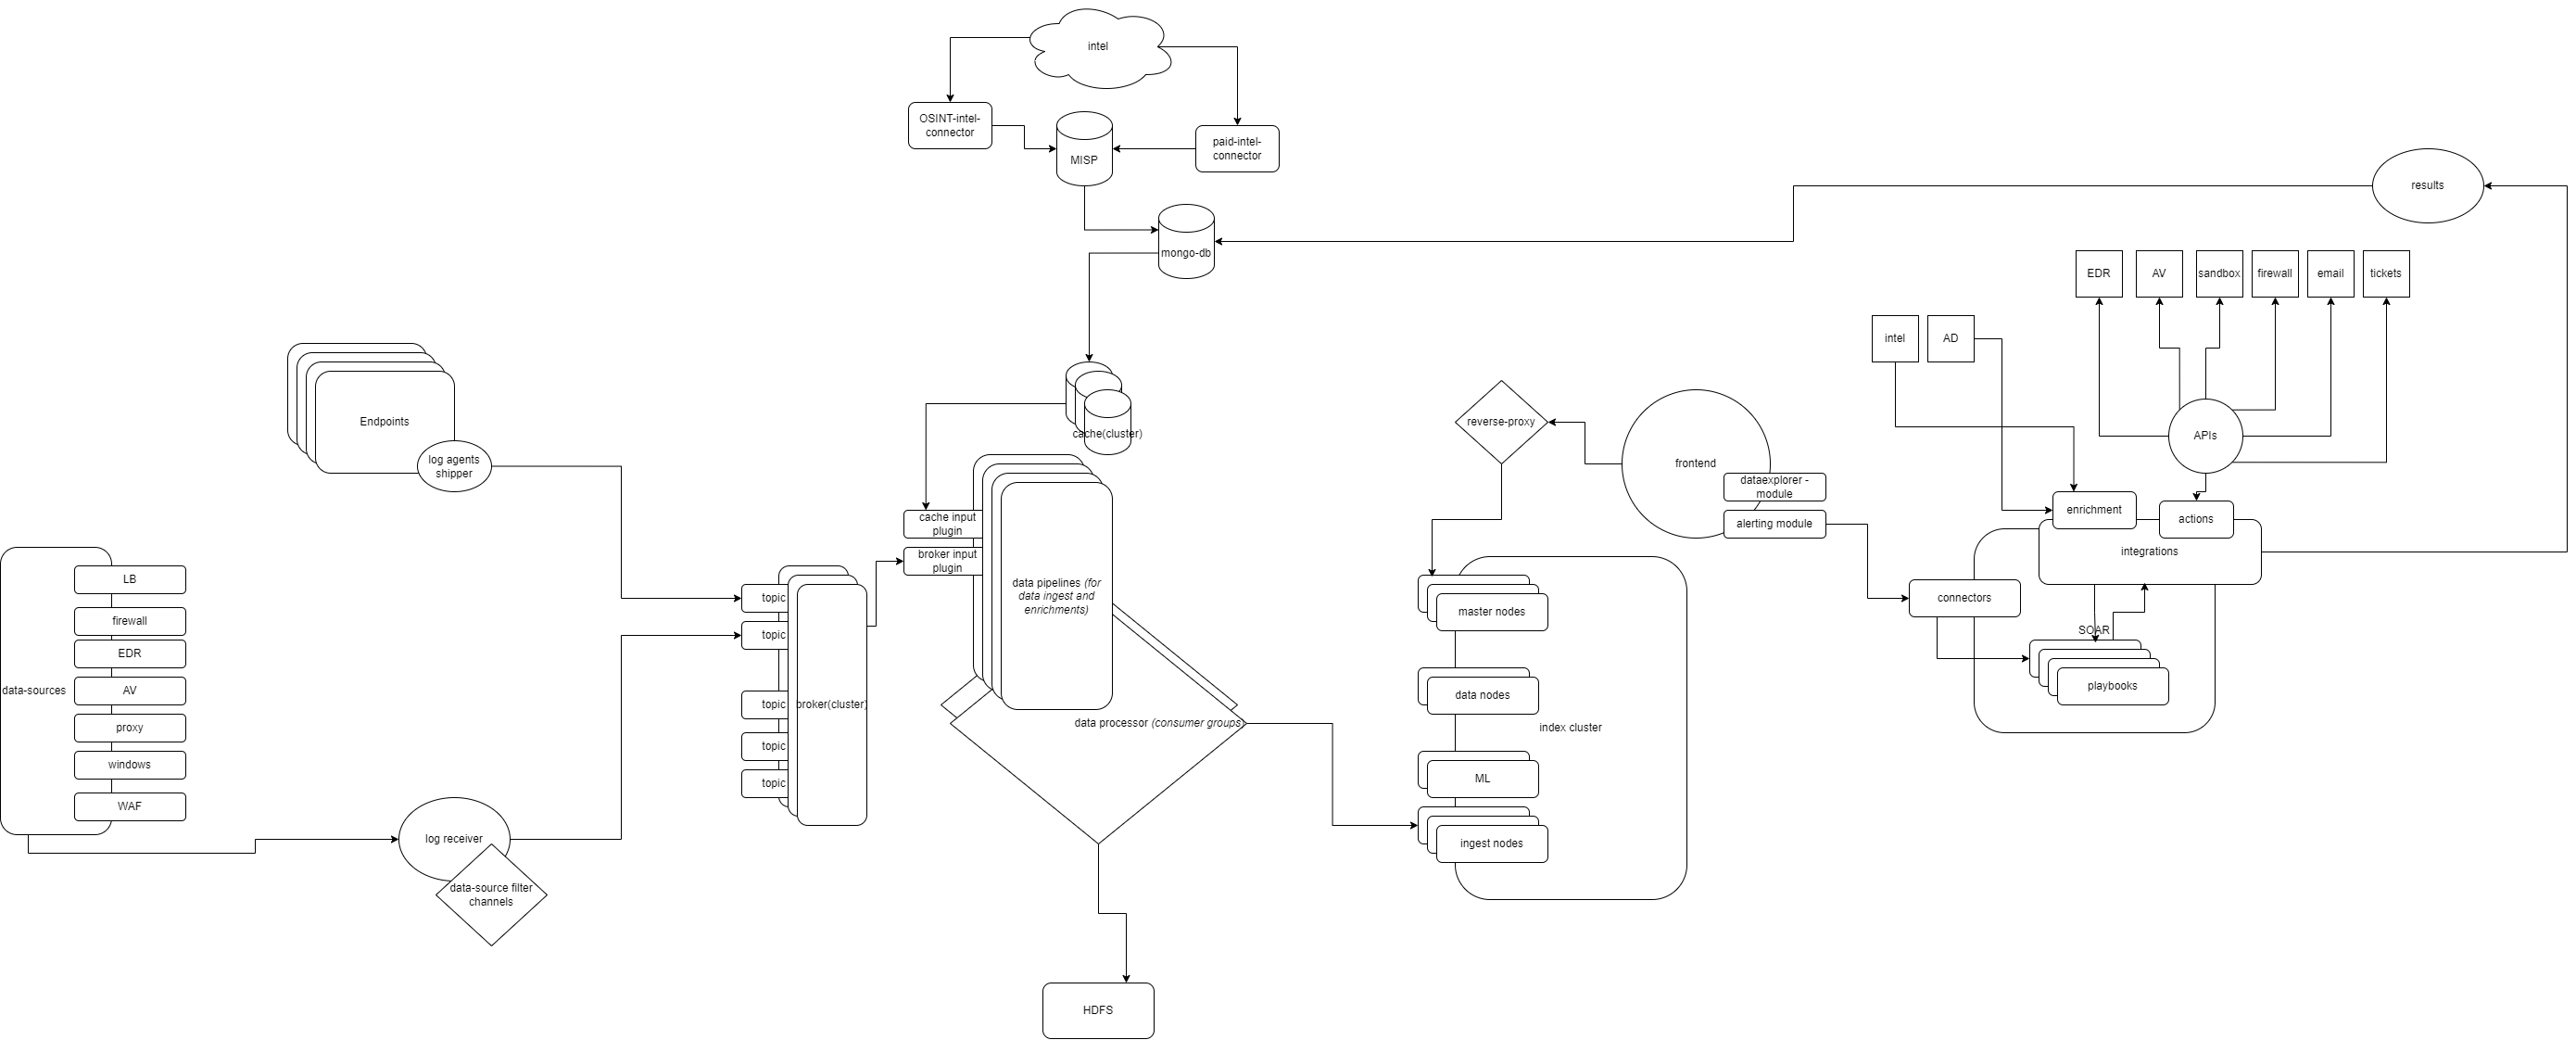 intel
OSINT-intel-
connector
MISP
paid-intel-
connector
results
mongo-db
EDR
AV
sandbox
firewall
email
tickets
intel
AD
Endpoints
log agents
shipper
cache(cluster)
reverse-proxy
frontend
dataexplorer -
module
alerting module
APIs
enrichment
actions
integrations
cache input
plugin
broker input
plugin
data pipelines (for
data ingest and
enrichments)
LB
firewall
EDR
AV
proxy
windows
WAF
data-sources
topic
topic
topic
topic
topic
broker(cluster)
data processor (consumer groups)
master nodes
data nodes
index cluster
ML
ingest nodes
connectors
SOAR
playbooks
log receiver
data-source filter
channels
HDFS